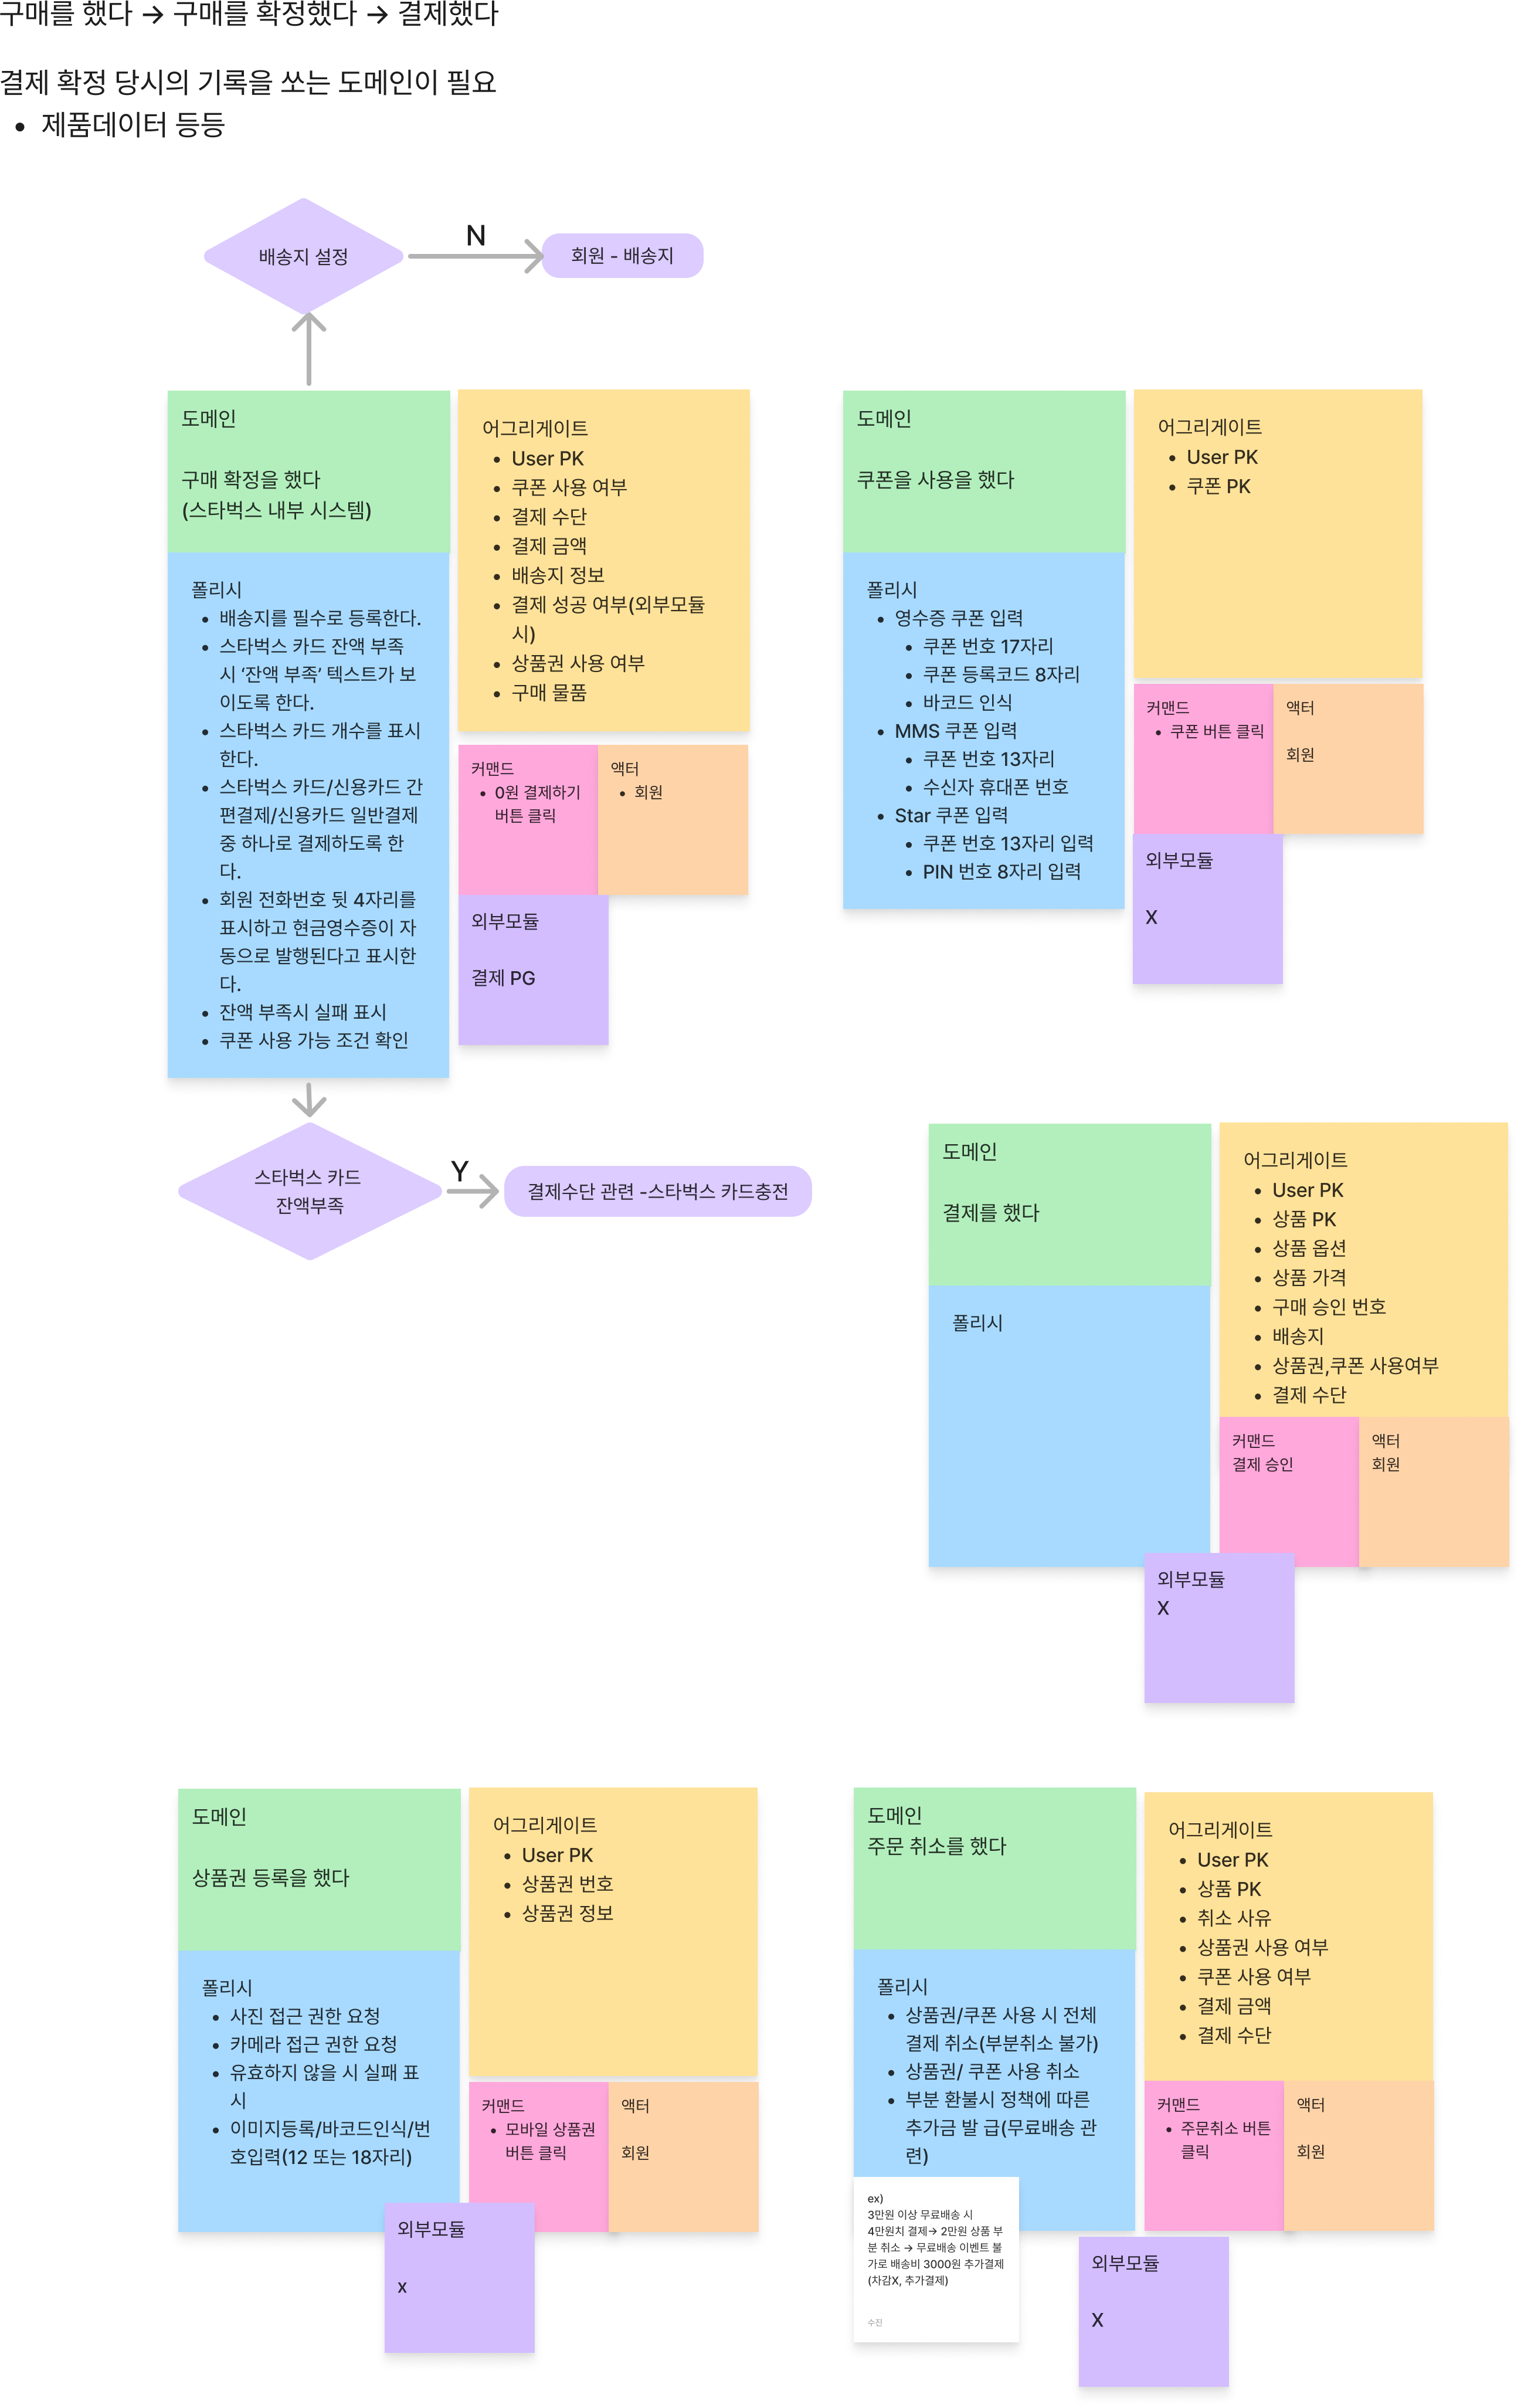 구매를 했다 → 구매를 확정했다 → 결제했다
결제 확정 당시의 기록을 쏘는 도메인이 필요
• 제품데이터 등등
배송지 설정
N
회원 - 배송지
도메인
구매 확정을 했다
(스타벅스 내부 시스템)
어그리게이트
• User PK
• 쿠폰 사용 여부
• 결제 수단
• 결제 금액
• 배송지 정보
• 결제 성공 여부(외부모듈
시)
• 상품권 사용 여부
• 구매 물품
폴리시
• 배송지를 필수로 등록한다.
• 스타벅스 카드 잔액 부족
시 ‘잔액 부족’ 텍스트가 보
이도록 한다.
• 스타벅스 카드 개수를 표시
한다.
• 스타벅스 카드/신용카드 간
편결제/신용카드 일반결제
중 하나로 결제하도록 한
다.
• 회원 전화번호 뒷 4자리를
표시하고 현금영수증이 자
동으로 발행된다고 표시한
다.
• 잔액 부족시 실패 표시
• 쿠폰 사용 가능 조건 확인
커맨드
• 0원 결제하기
버튼 클릭
액터
• 회원
외부모듈
결제 PG
도메인
쿠폰을 사용을 했다
어그리게이트
• User PK
• 쿠폰 PK
폴리시
• 영수증 쿠폰 입력
• 쿠폰 번호 17자리
• 쿠폰 등록코드 8자리
• 바코드 인식
• MMS 쿠폰 입력
• 쿠폰 번호 13자리
• 수신자 휴대폰 번호
• Star 쿠폰 입력
• 쿠폰 번호 13자리 입력
• PIN 번호 8자리 입력
커맨드
• 쿠폰 버튼 클릭
액터
회원
외부모듈
X
스타벅스 카드
잔액부족
Y
결제수단 관련 -스타벅스 카드충전
도메인
결제를 했다
어그리게이트
• User PK
• 상품 PK
• 상품 옵션
• 상품 가격
• 구매 승인 번호
• 배송지
• 상품권,쿠폰 사용여부
• 결제 수단
폴리시
커맨드
결제 승인
액터
회원
외부모듈
X
도메인
상품권 등록을 했다
어그리게이트
• User PK
• 상품권 번호
• 상품권 정보
폴리시
• 사진 접근 권한 요청
• 카메라 접근 권한 요청
• 유효하지 않을 시 실패 표
시
• 이미지등록/바코드인식/번
호입력(12 또는 18자리)
커맨드
• 모바일 상품권
버튼 클릭
액터
회원
외부모듈
x
도메인
주문 취소를 했다
어그리게이트
• User PK
• 상품 PK
• 취소 사유
• 상품권 사용 여부
• 쿠폰 사용 여부
• 결제 금액
• 결제 수단
폴리시
• 상품권/쿠폰 사용 시 전체
결제 취소(부분취소 불가)
• 상품권/ 쿠폰 사용 취소
• 부분 환불시 정책에 따른
추가금 발 급(무료배송 관
련)
커맨드
• 주문취소 버튼
클릭
액터
회원
ex)
3만원 이상 무료배송 시
4만원치 결제→ 2만원 상품 부
분 취소 → 무료배송 이벤트 불
가로 배송비 3000원 추가결제
(차감X, 추가결제)
수진
외부모듈
X